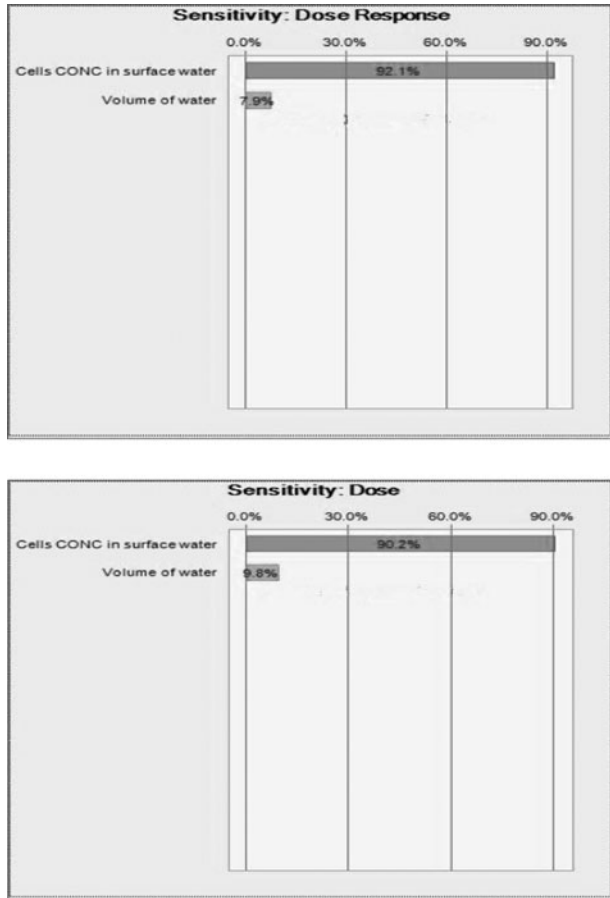 Sensitivity: Dose Response
0.0% 30.0% 60.0% 90.0%
Cells CONC in surface water 92.1%
Volume of water 7.9%
Sensitivity: Dose
0.0% 30.0% 60.0% 90.0%
Cells CONC in surface water 90.2%
Volume of water 9.8%